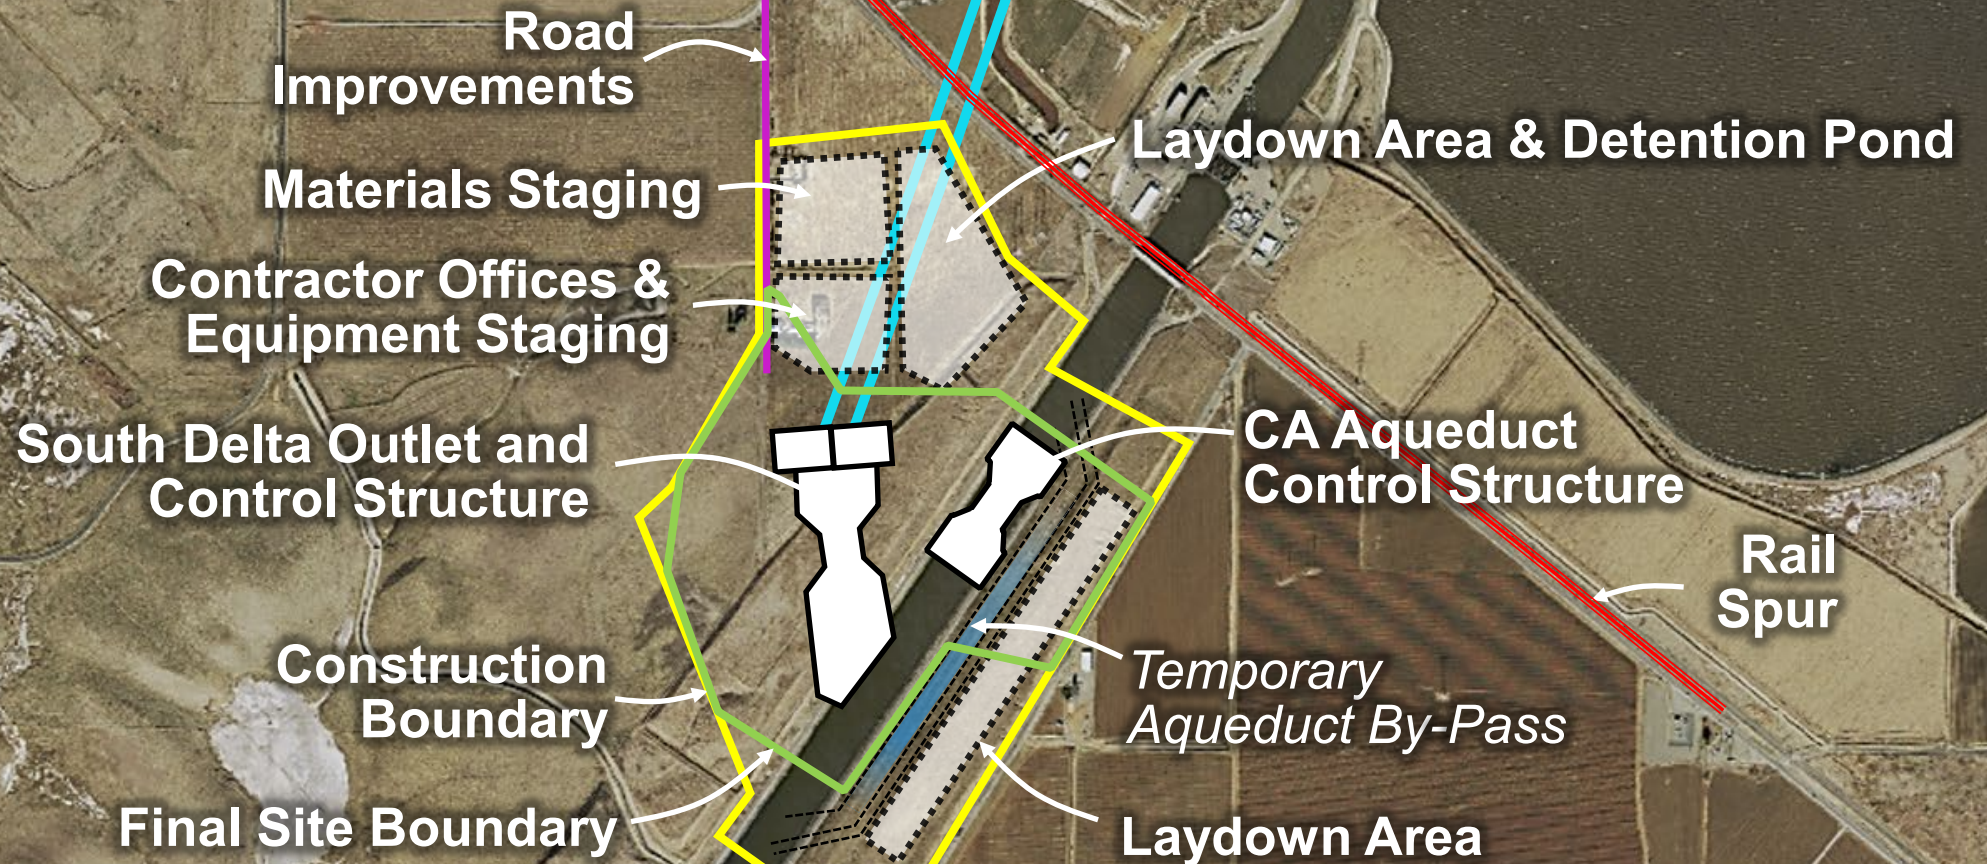 Road
Improvements
Laydown Area & Detention Pond
Materials Staging
Contractor Offices &
Equipment Staging
South Delta Outlet and
Control Structure
CA Aqueduct
Control Structure
Rail
Spur
Construction
Boundary
Temporary
Aqueduct By-Pass
Final Site Boundary
Laydown Area